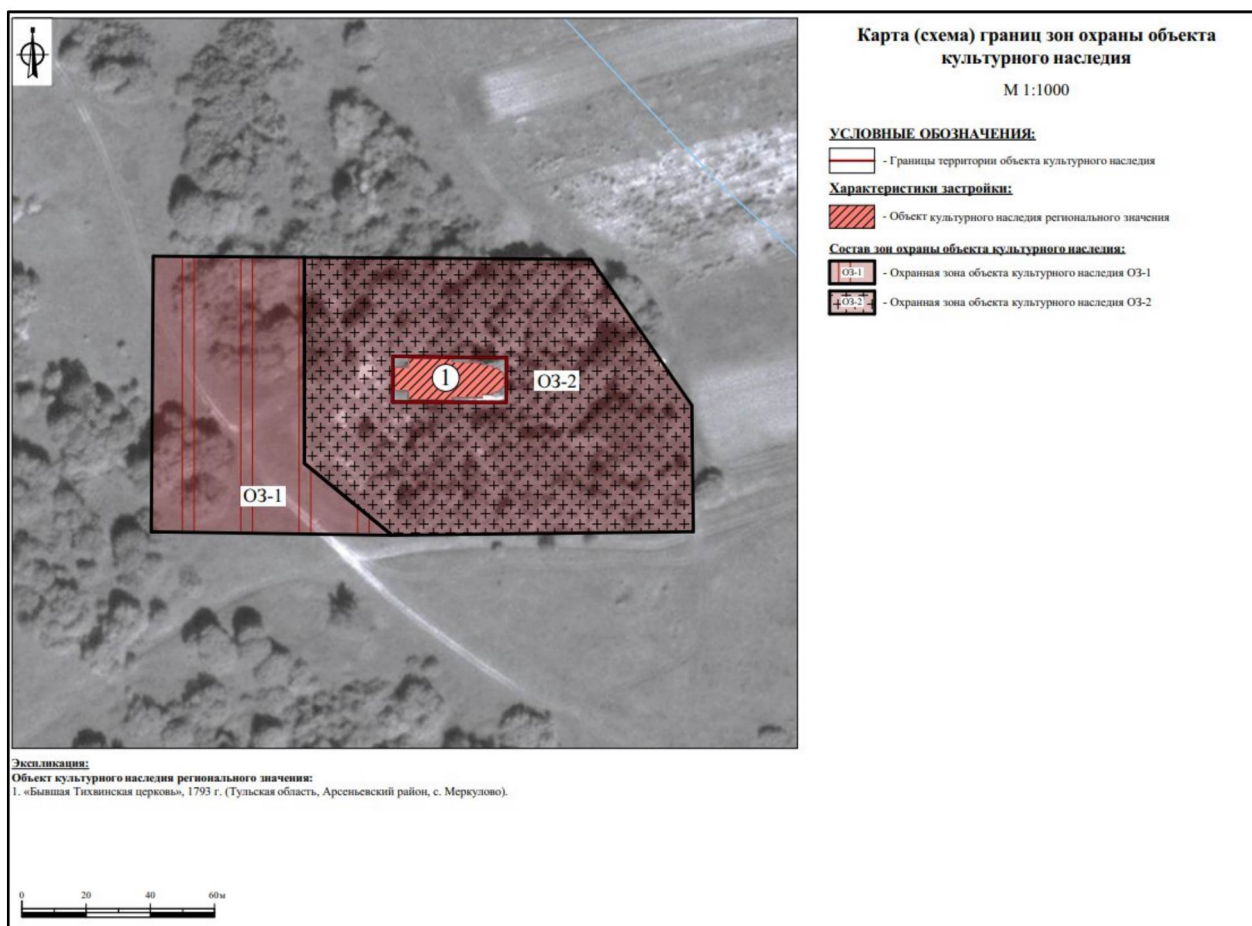 Карта (схема) границ зон охраны объекта
культурного наследия
М 1:1000
УСЛОВНЫЕ ОБОЗНАЧЕНИЯ:
- Границы территории объекта культурного наследия
Характеристики застройки:
- Объект культурного наследия регионального значения
Состав зон охраны объекта культурного наследия:
ОЗ-1 - Охранная зона объекта культурного наследия ОЗ-1
ОЗ-2 - Охранная зона объекта культурного наследия ОЗ-2
1
ОЗ-2
ОЗ-1
Экспликация:
Объект культурного наследия регионального значения:
1. «Бывшая Тихвинская церковь», 1793 г. (Тульская область, Арсеньевский район, с. Меркулово).
0 20 40 60м